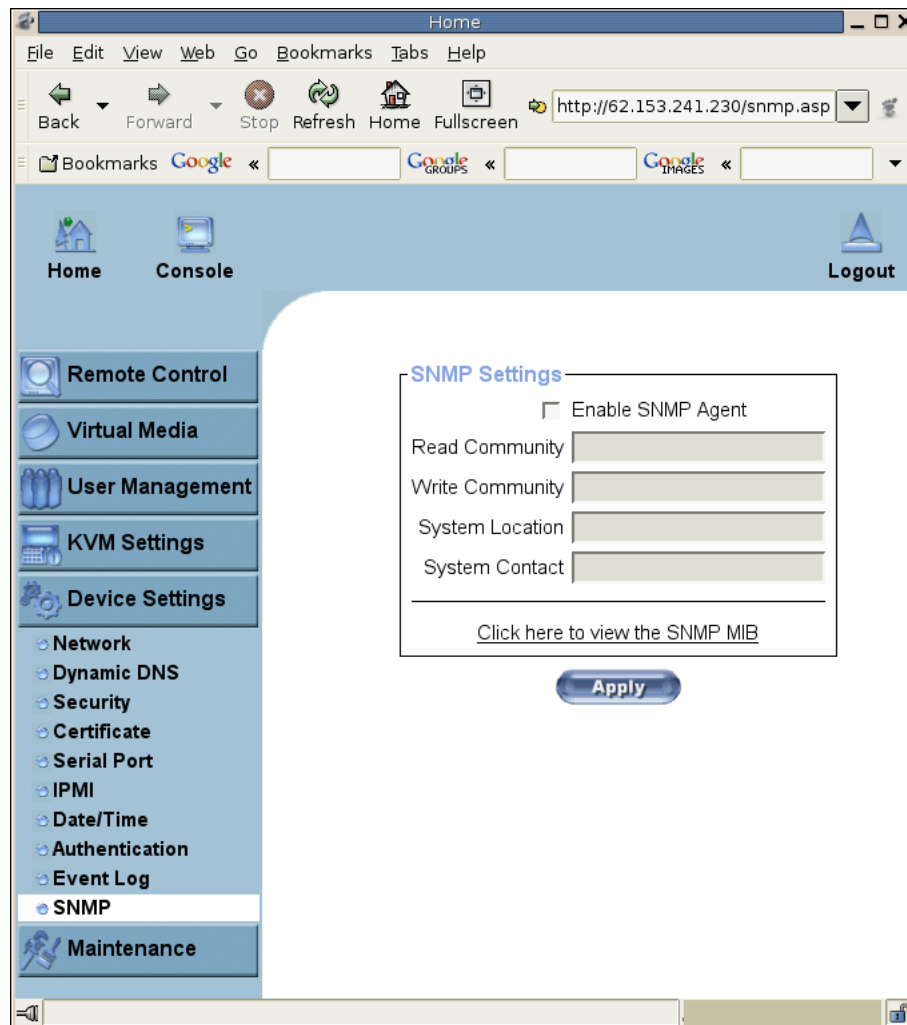 Home
File Edit View Web Go Bookmarks Tabs Help
Back Forward Stop Refresh Home Fullscreen http://62.153.241.230/snmp.asp
Bookmarks Google « Google GROUPS « Google IMAGES «
Home Console Logout
Remote Control
Virtual Media
User Management
KVM Settings
Device Settings
Network
Dynamic DNS
Security
Certificate
Serial Port
IPMI
Date/Time
Authentication
Event Log
SNMP
Maintenance
SNMP Settings
Enable SNMP Agent
Read Community
Write Community
System Location
System Contact
Click here to view the SNMP MIB
Apply